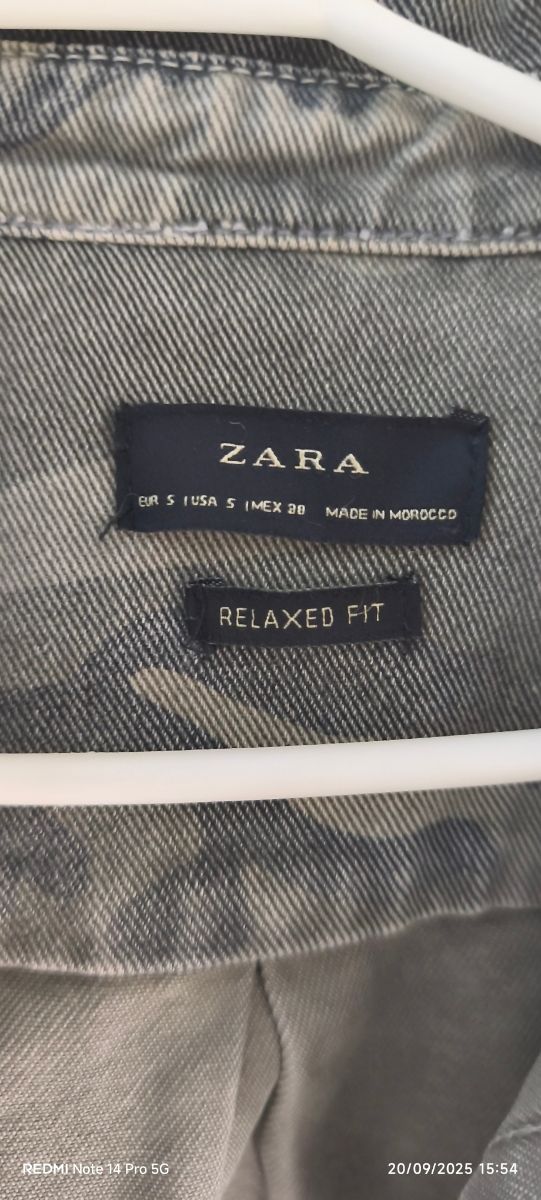 ZARA
EUR S | USA S | MEX 38 MADE IN MOROCCO
RELAXED FIT
REDMI Note 14 Pro 5G
20/09/2025 15:54